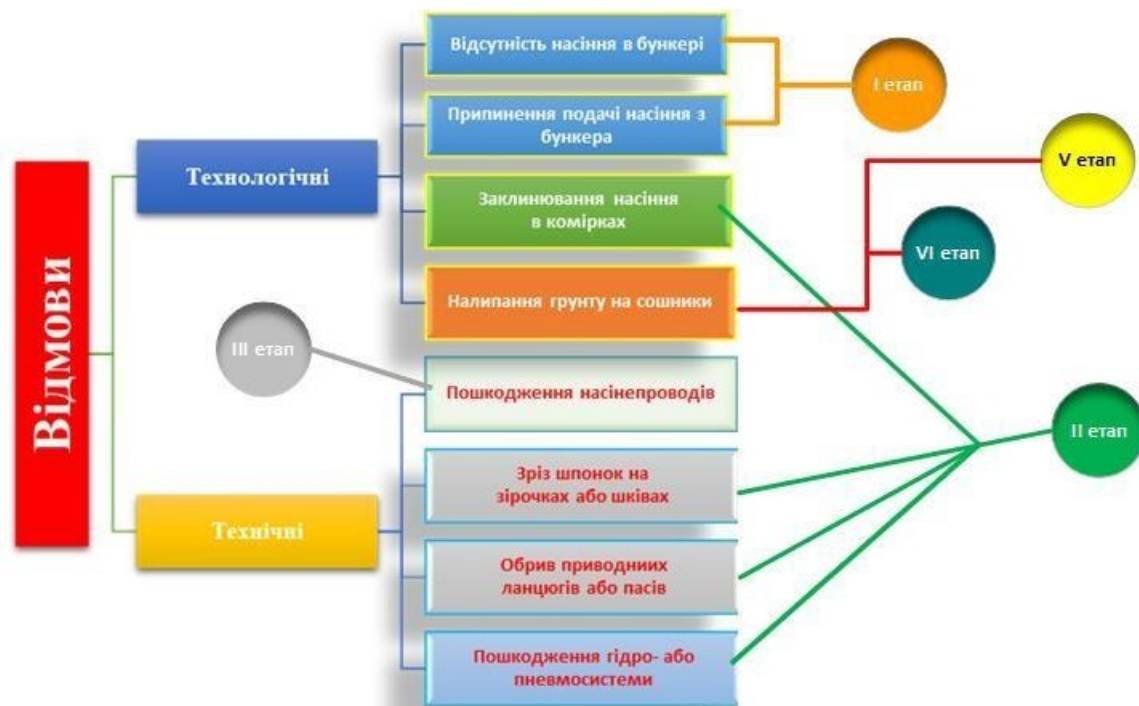 Відмови
Технологічні
Технічні
Відсутність насіння в бункері
Припинення подачі насіння з
бункера
Заклинювання насіння
в комірках
Налипання грунту на сошники
Пошкодження насінепроводів
Зріз шпонок на
зірочках або шківах
Обрив приводниих
ланцюгів або пасів
Пошкодження гідро- або
пневмосистеми
I етап
V етап
VI етап
III етап
II етап